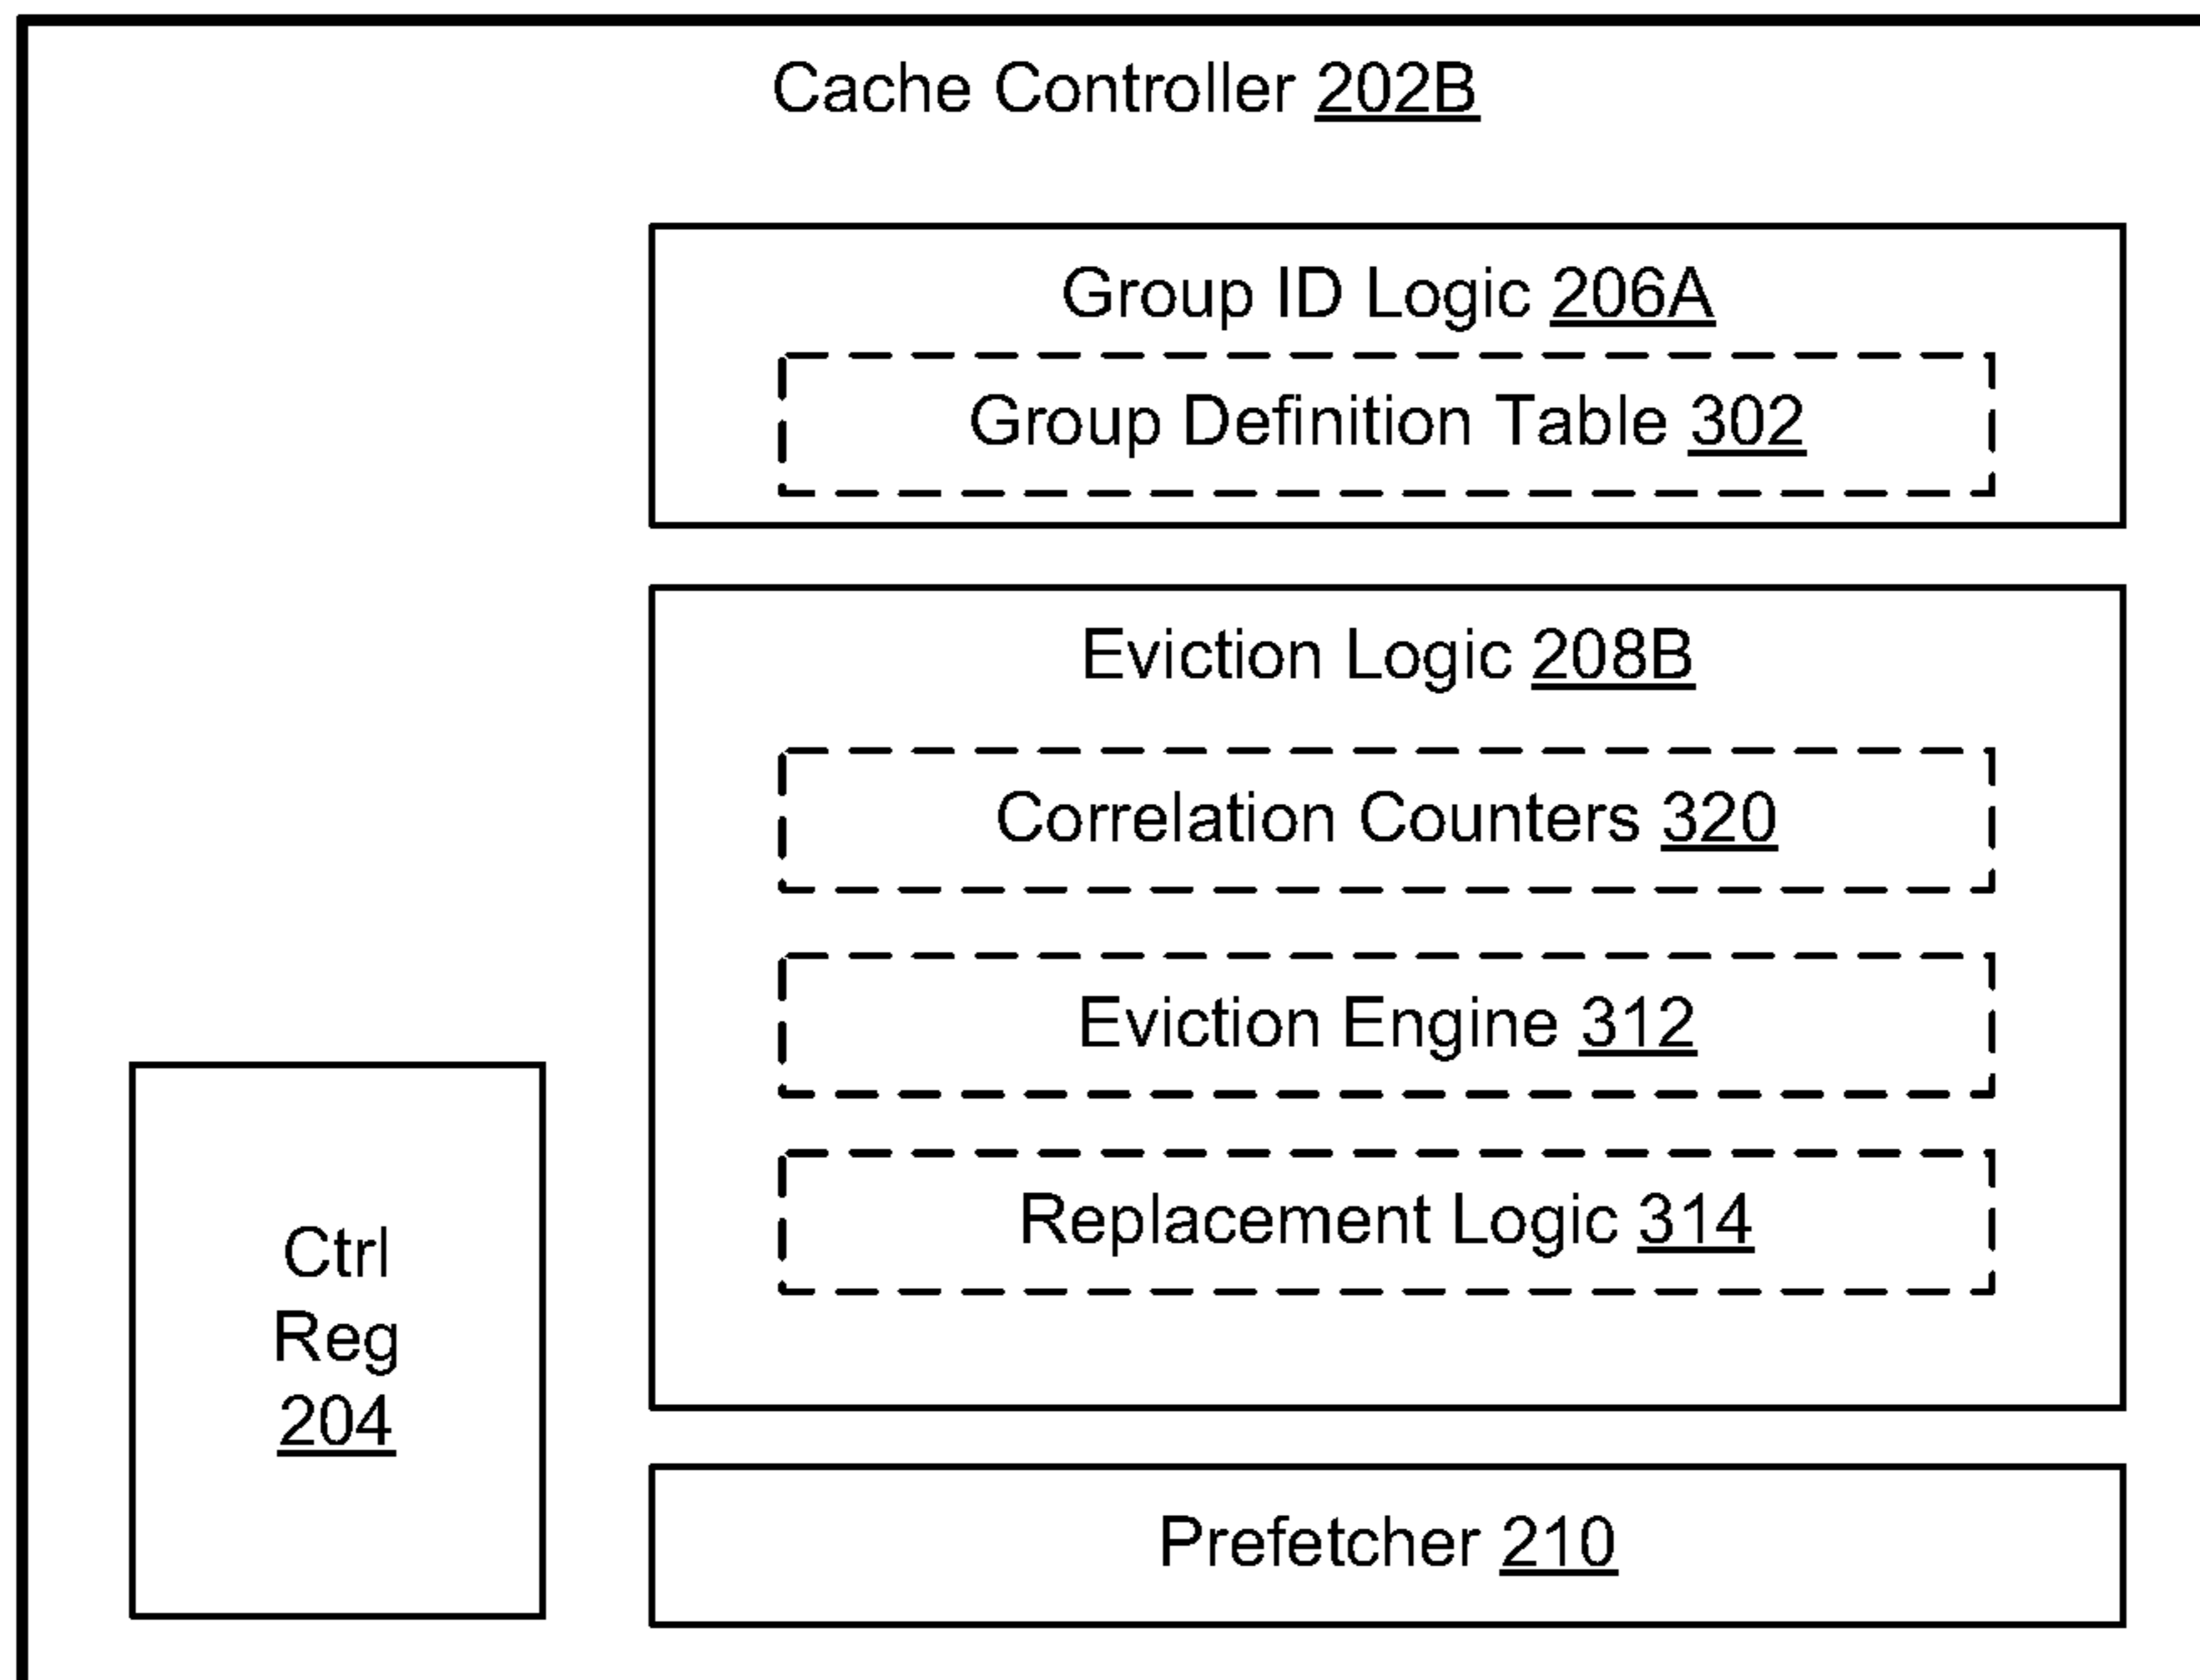 Cache Controller 202B
Group ID Logic 206A
Group Definition Table 302
Eviction Logic 208B
Correlation Counters 320
Eviction Engine 312
Replacement Logic 314
Ctrl
Reg
204
Prefetcher 210